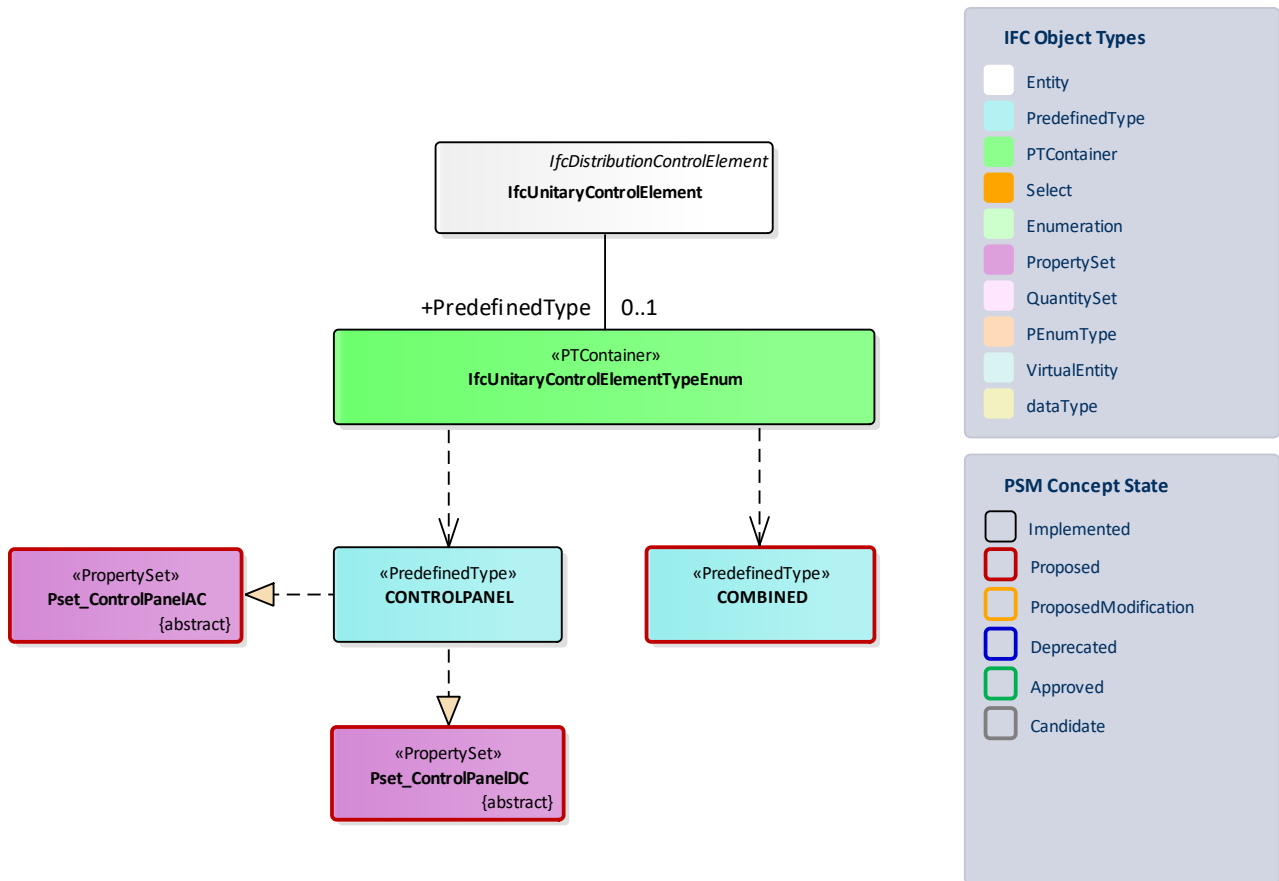 IfcDistributionControlElement
IfcUnitaryControlElement
+PredefinedType 0..1
«PTContainer»
IfcUnitaryControlElementTypeEnum
«PropertySet»
Pset_ControlPanelAC
{abstract}
«PredefinedType»
CONTROLPANEL
«PredefinedType»
COMBINED
«PropertySet»
Pset_ControlPanelDC
{abstract}
IFC Object Types
Entity
PredefinedType
PTContainer
Select
Enumeration
PropertySet
QuantitySet
PEnumType
VirtualEntity
dataType
PSM Concept State
Implemented
Proposed
ProposedModification
Deprecated
Approved
Candidate